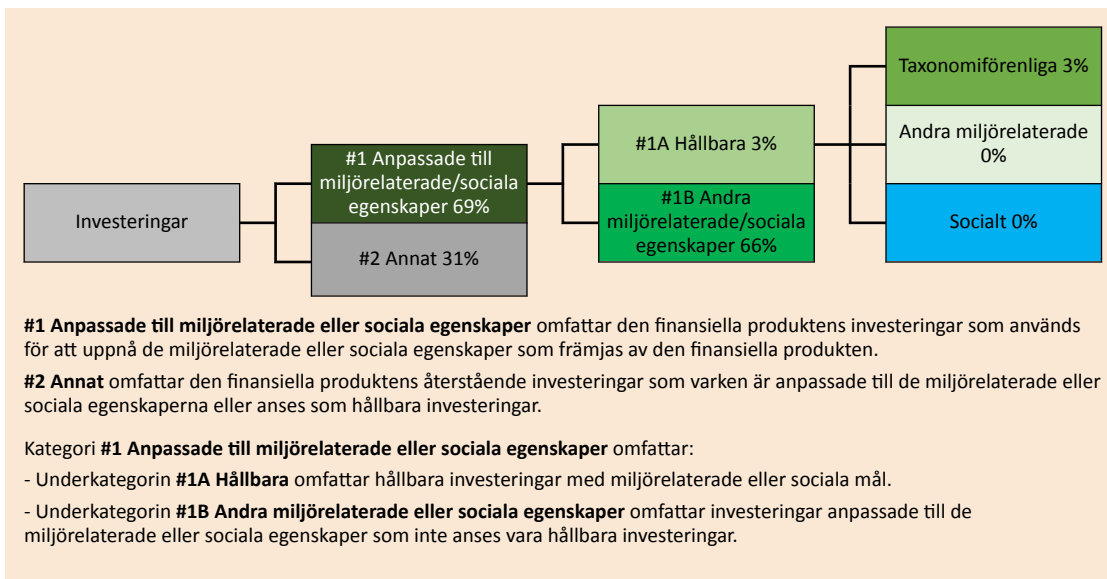 Investeringar
#1 Anpassade till
miljörelaterade/sociala
egenskaper 69%
#2 Annat 31%
#1A Hållbara 3%
#1B Andra
miljörelaterade/sociala
egenskaper 66%
Taxonomiförenliga 3%
Andra miljörelaterade
0%
Socialt 0%
#1 Anpassade till miljörelaterade eller sociala egenskaper omfattar den finansiella produktens investeringar som används
för att uppnå de miljörelaterade eller sociala egenskaper som främjas av den finansiella produkten.
#2 Annat omfattar den finansiella produktens återstående investeringar som varken är anpassade till de miljörelaterade eller
sociala egenskaperna eller anses som hållbara investeringar.
Kategori #1 Anpassade till miljörelaterade eller sociala egenskaper omfattar:
- Underkategorin #1A Hållbara omfattar hållbara investeringar med miljörelaterade eller sociala mål.
- Underkategorin #1B Andra miljörelaterade eller sociala egenskaper omfattar investeringar anpassade till de
miljörelaterade eller sociala egenskaper som inte anses vara hållbara investeringar.